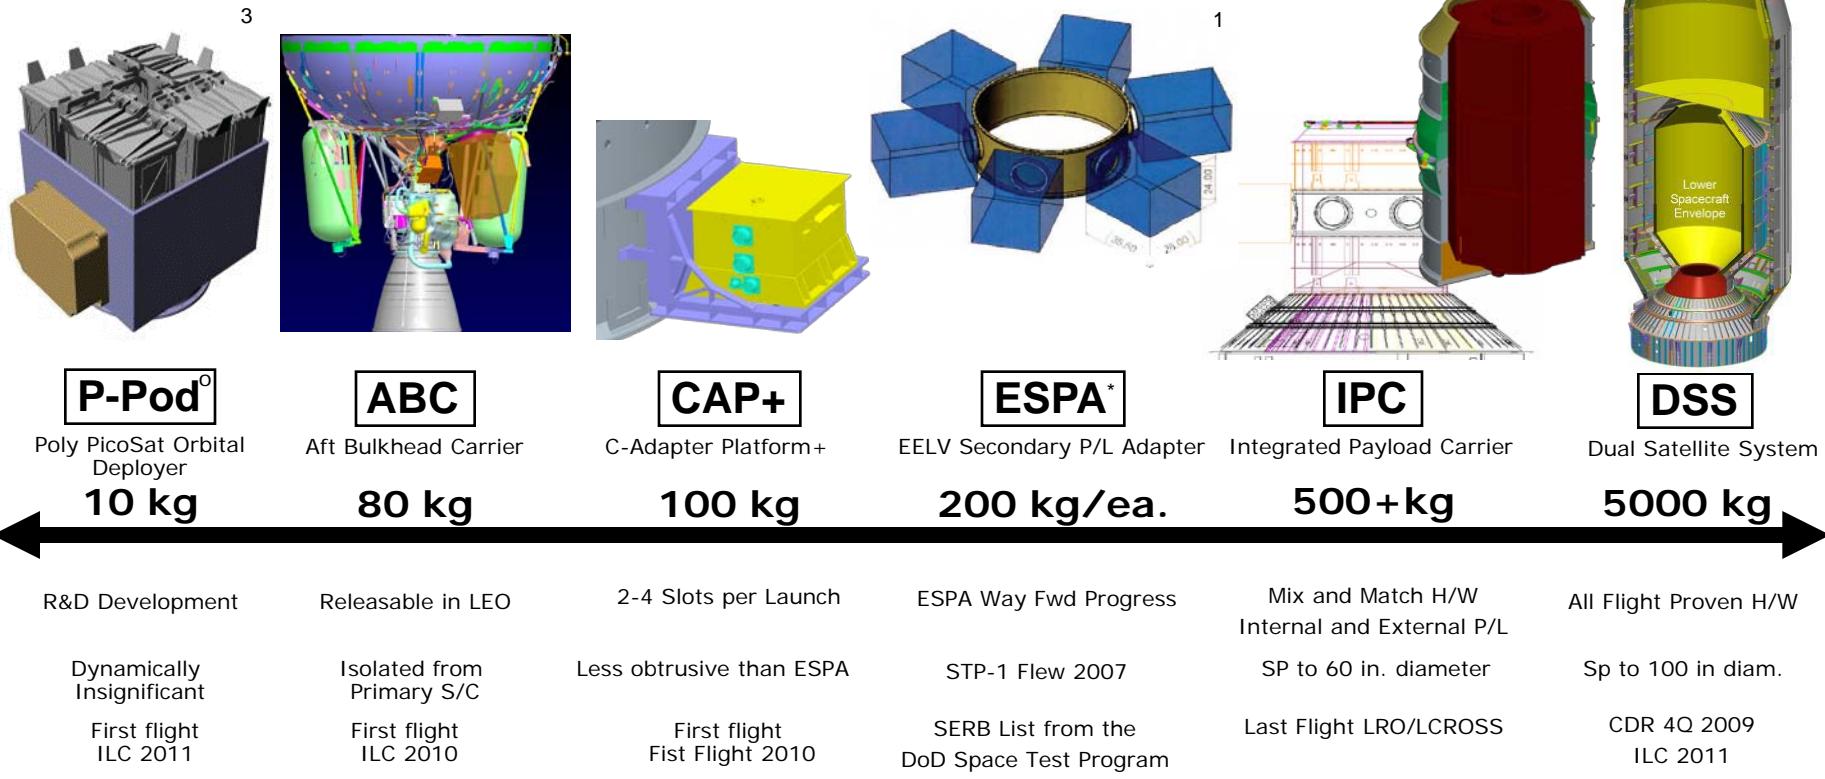 3
1
24.00
Lower
Spacecraft
Envelope
P-Pod°
Poly PicoSat Orbital
Deployer
10 kg
ABC
Aft Bulkhead Carrier
80 kg
CAP+
C-Adapter Platform+
100 kg
ESPA*
EELV Secondary P/L Adapter
200 kg/ea.
IPC
Integrated Payload Carrier
500+kg
DSS
Dual Satellite System
5000 kg
R&D Development
Dynamically
Insignificant
First flight
ILC 2011
Releasable in LEO
Isolated from
Primary S/C
First flight
ILC 2010
2-4 Slots per Launch
Less obtrusive than ESPA
First flight
Fist Flight 2010
ESPA Way Fwd Progress
STP-1 Flew 2007
SERB List from the
DoD Space Test Program
Mix and Match H/W
Internal and External P/L
SP to 60 in. diameter
Last Flight LRO/LCROSS
All Flight Proven H/W
Sp to 100 in diam.
CDR 4Q 2009
ILC 2011